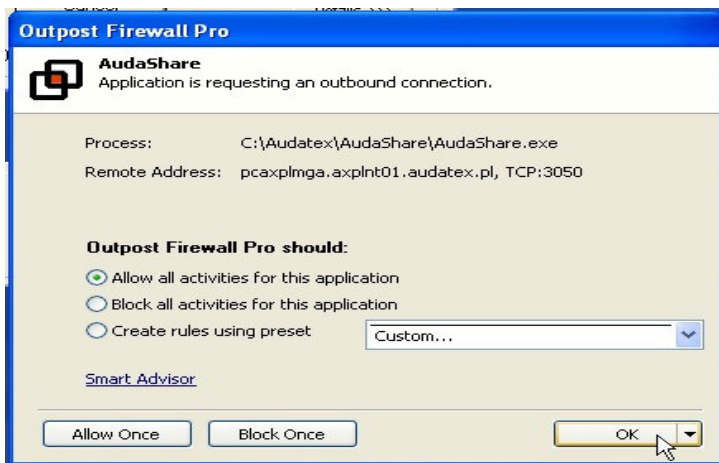 Outpost Firewall Pro
AudaShare
Application is requesting an outbound connection.
Process: C:\Audatex\AudaShare\AudaShare.exe
Remote Address: pcaxplmga.axplnt01.audatex.pl, TCP:3050
Outpost Firewall Pro should:
Allow all activities for this application
Block all activities for this application
Create rules using preset Custom...
Smart Advisor
Allow Once Block Once OK